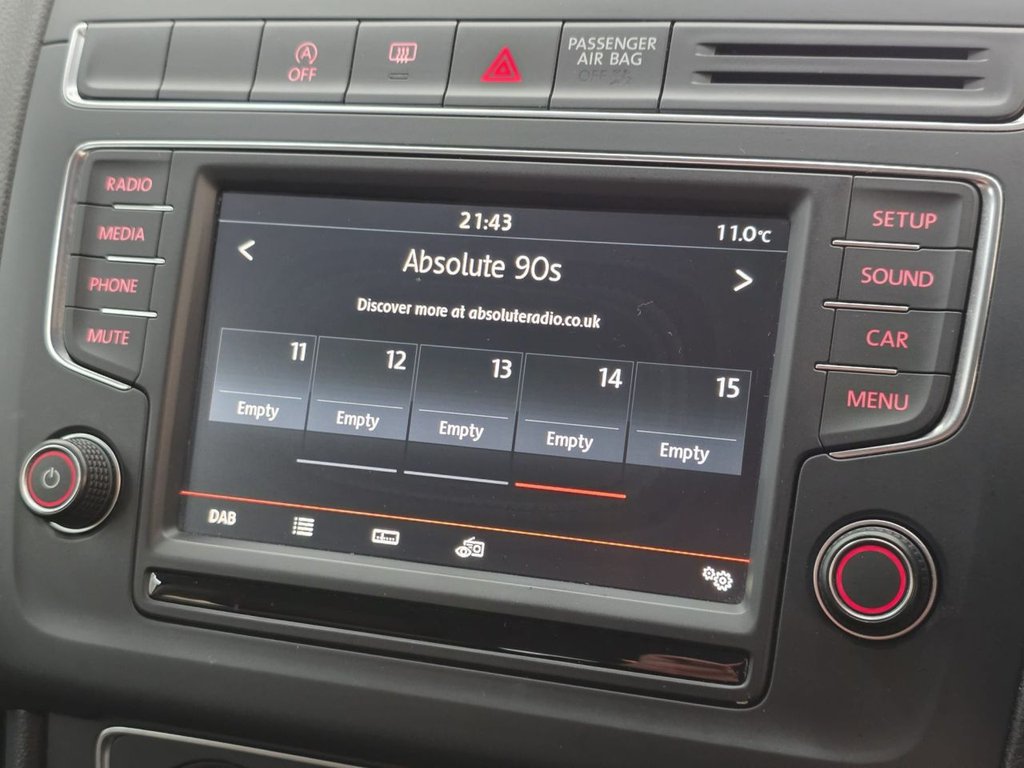 OFF
PASSENGER
AIR BAG
OFF
RADIO
MEDIA
PHONE
MUTE
21:43
11.0°C
Absolute 90s
Discover more at absoluteradio.co.uk
11 12 13 14 15
Empty Empty Empty Empty Empty
DAB
SETUP
SOUND
CAR
MENU